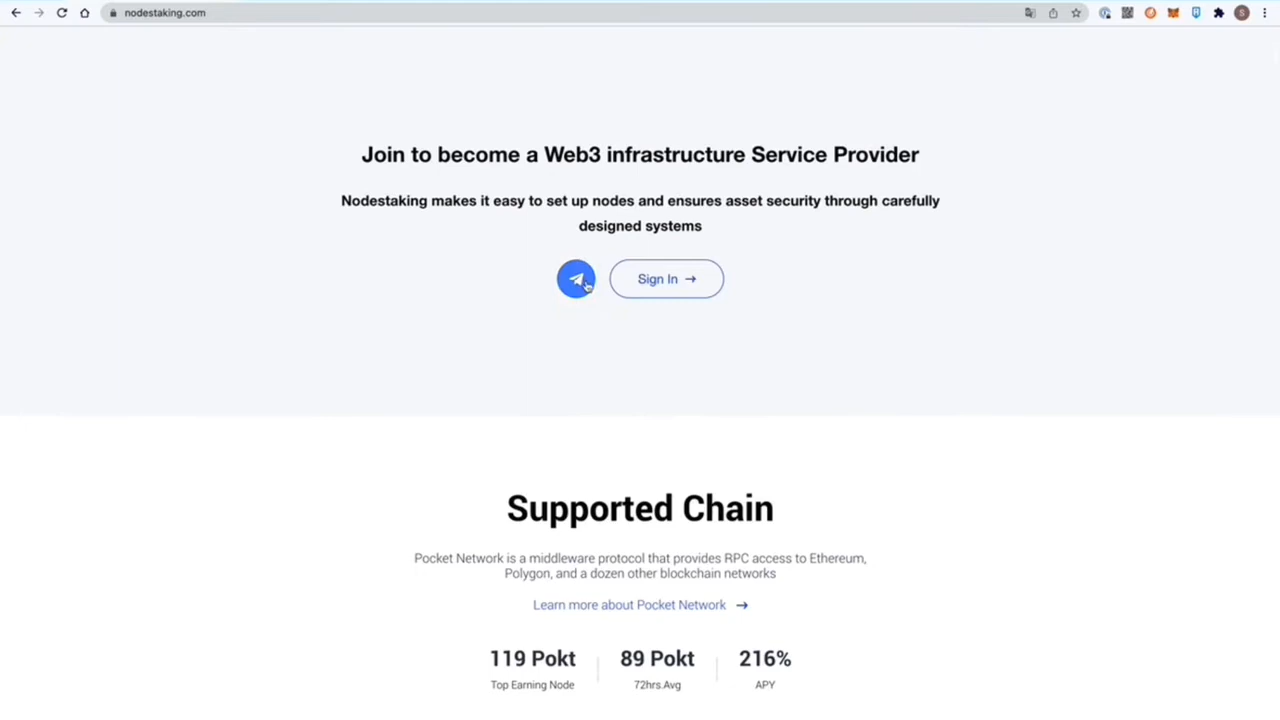 nodestaking.com
S
Join to become a Web3 infrastructure Service Provider
Nodestaking makes it easy to set up nodes and ensures asset security through carefully
designed systems
Sign In →
Supported Chain
Pocket Network is a middleware protocol that provides RPC access to Ethereum,
Polygon, and a dozen other blockchain networks
Learn more about Pocket Network →
119 Pokt 89 Pokt 216%
Top Earning Node 72hrs.Avg APY